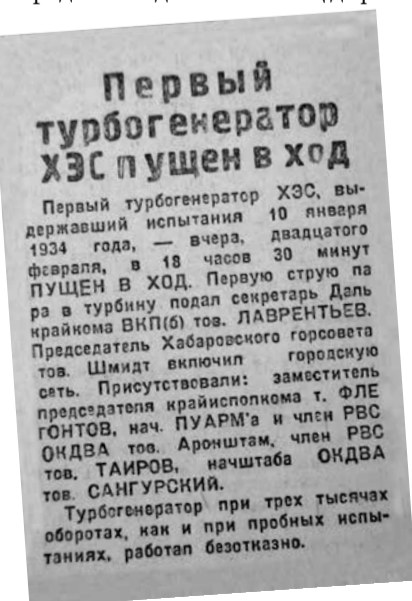 Первый
турбогенератор
ХЭС пущен в ход
Первый турбогенератор ХЭС, вы-
державший испытания 10 января
1934 года, — вчера, двадцатого
февраля, в 18 часов 30 минут
ПУЩЕН В ХОД. Первую струю па
ра в турбину подал секретарь Даль
крайкома ВКП(б) тов. ЛАВРЕНТЬЕВ.
Председатель Хабаровского горсовета
тов. Шмидт включил городскую
сеть. Присутствовали: заместитель
председателя крайисполкома т. ФЛЕ
ГОНТОВ, нач. ПУАРМ'а и член РВС
ОКДВА тов. Аронштам, член РВС
тов. ТАИРОВ, начштаба ОКДВА
тов. САНГУРСКИЙ.
Турбогенератор при трех тысячах
оборотах, как и при пробных испы-
таниях, работал безотказно.